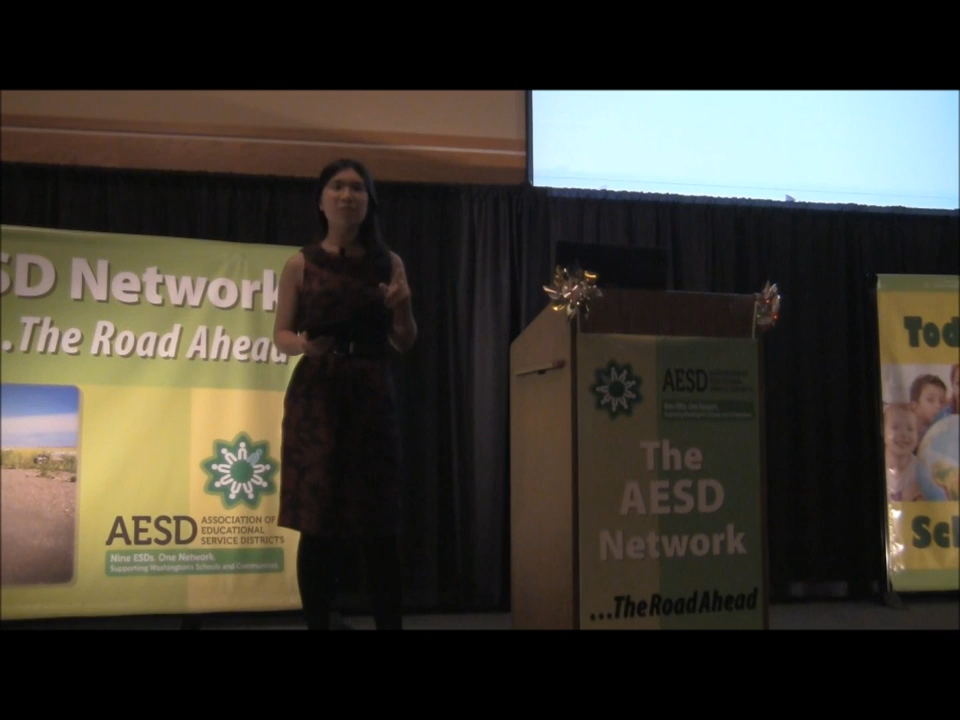 SD Network
...The Road Ahead
AESD
ASSOCIATION OF
EDUCATIONAL
SERVICE DISTRICTS
Nine ESDs. One Network.
Supporting Washington's Schools and Communities
AESD
The
AESD
Network
...The Road Ahead
Tod
Sch